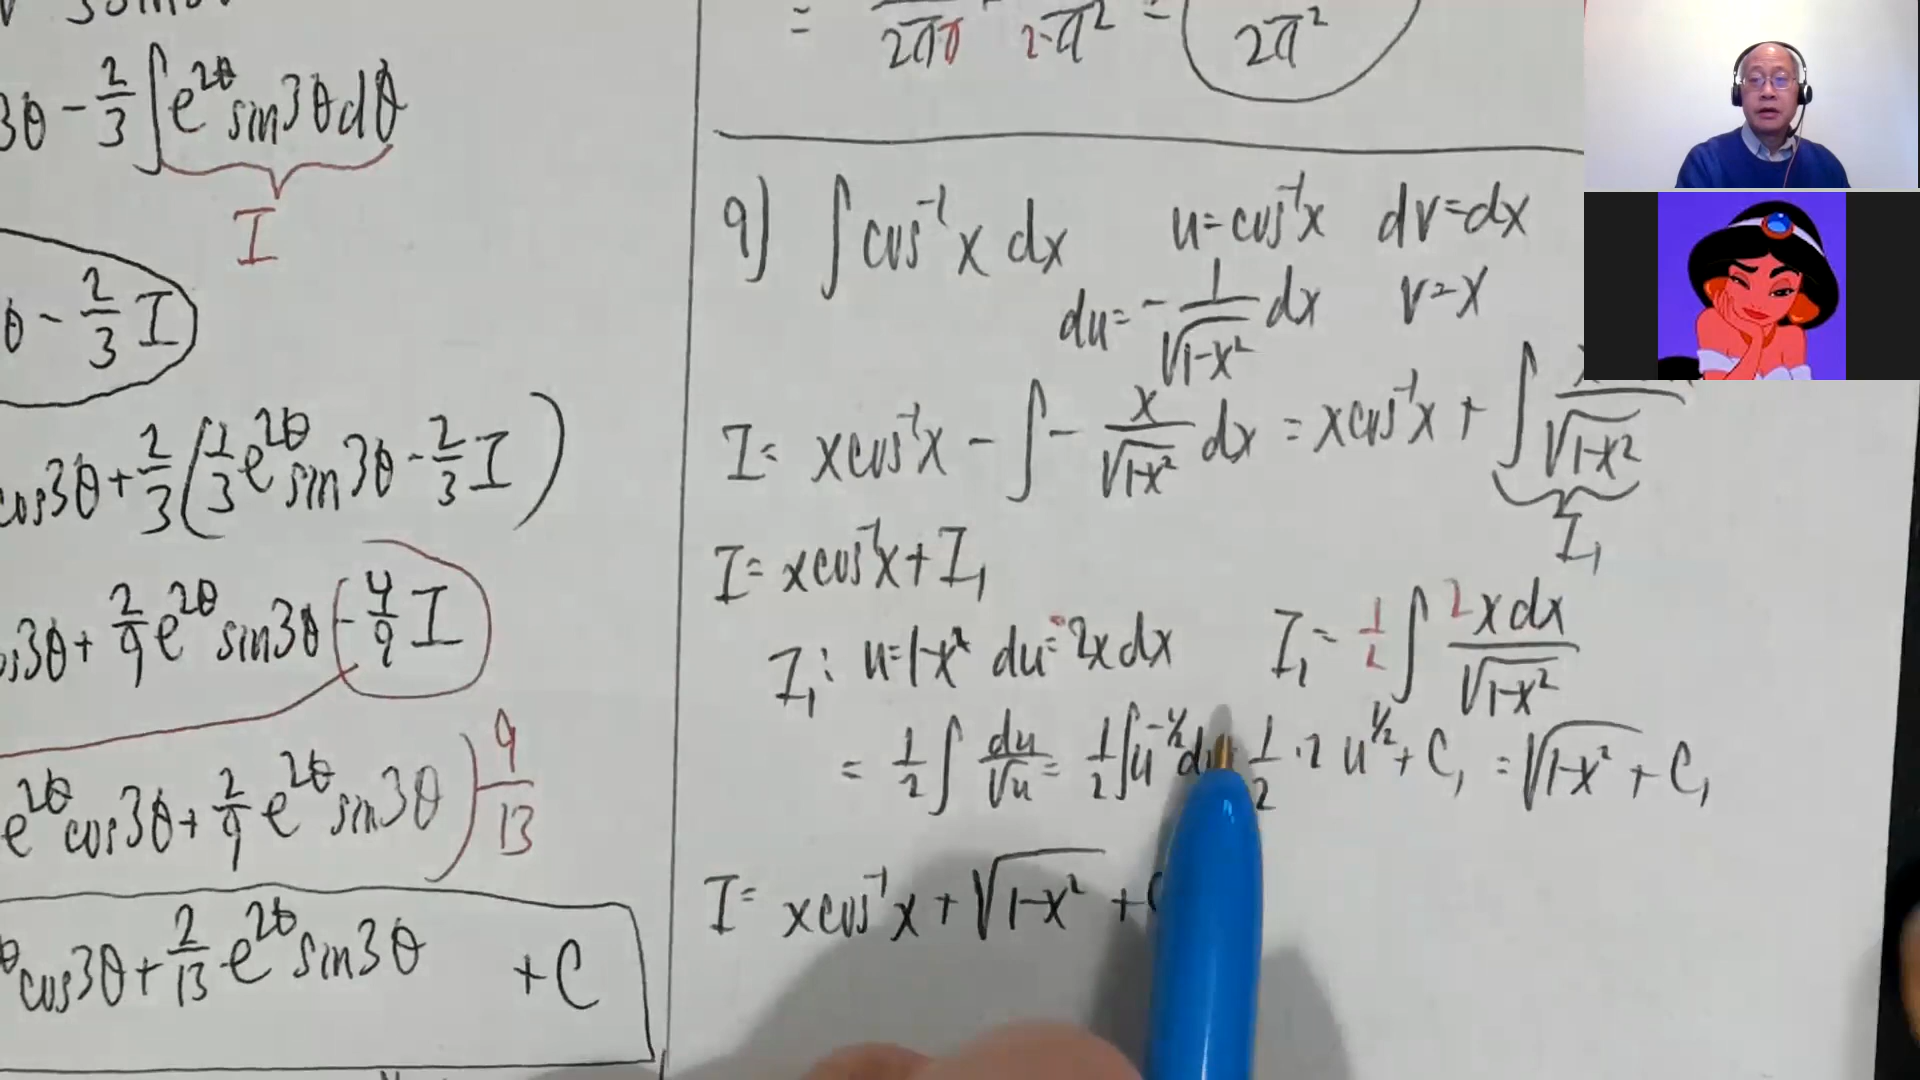 3θ - 2/3 ∫ e^{2θ} sin3θ dθ
I
θ - 2/3 I
cos3θ + 2/3 ( 1/3 e^{2θ} sin3θ - 2/3 I )
s3θ + 2/9 e^{2θ} sin3θ - 4/9 I
e^{2θ} cos3θ + 2/9 e^{2θ} sin3θ ) 9/13
θ cos3θ + 2/13 e^{2θ} sin3θ + C
= 2π² 2π²
9) ∫ cos⁻¹x dx u = cos⁻¹x dv = dx
du = - 1/√(1-x²) dx v = x
I = x cos⁻¹x - ∫ - x/√(1-x²) dx = x cos⁻¹x + ∫ √(1-x²)
I₁
I = x cos⁻¹x + I₁
I₁: u = 1-x² du = 2x dx I₁ = 1/2 ∫ 2x dx/√(1-x²)
= 1/2 ∫ du/√u = 1/2 ∫ u^{-1/2} du 1/2 · 2 u^{1/2} + C₁ = √(1-x²) + C₁
I = x cos⁻¹x + √(1-x²) +